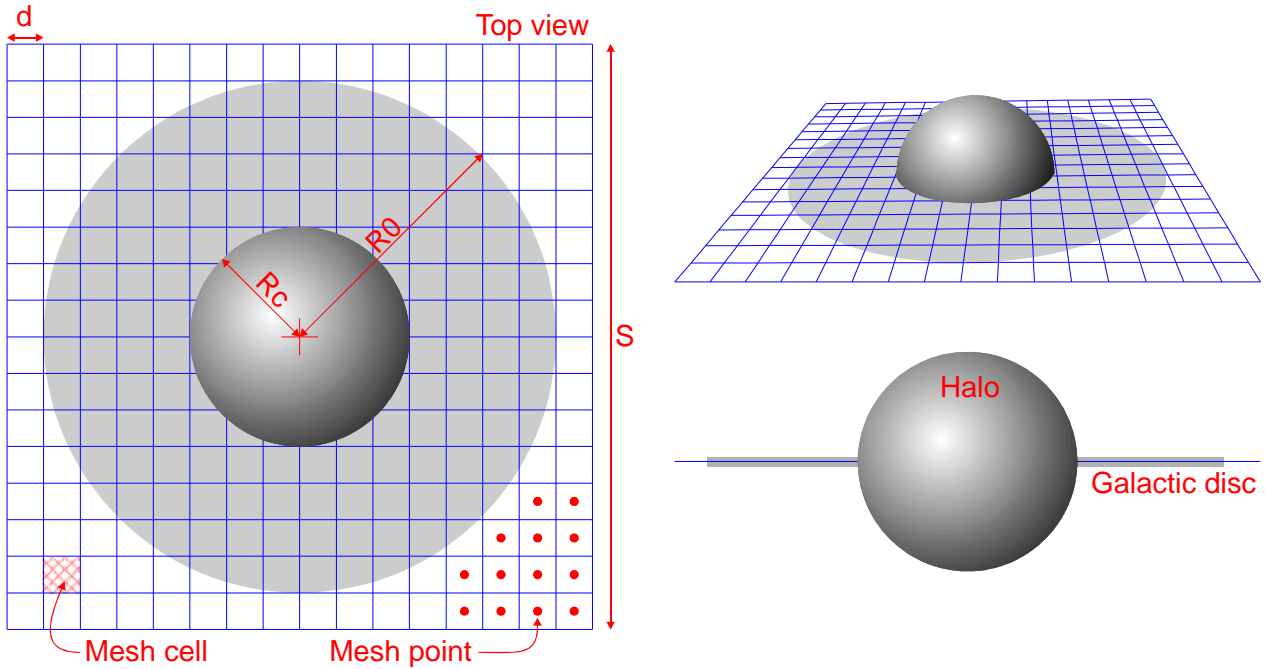 d
Top view
R0
Rc
S
Halo
Galactic disc
Mesh cell
Mesh point